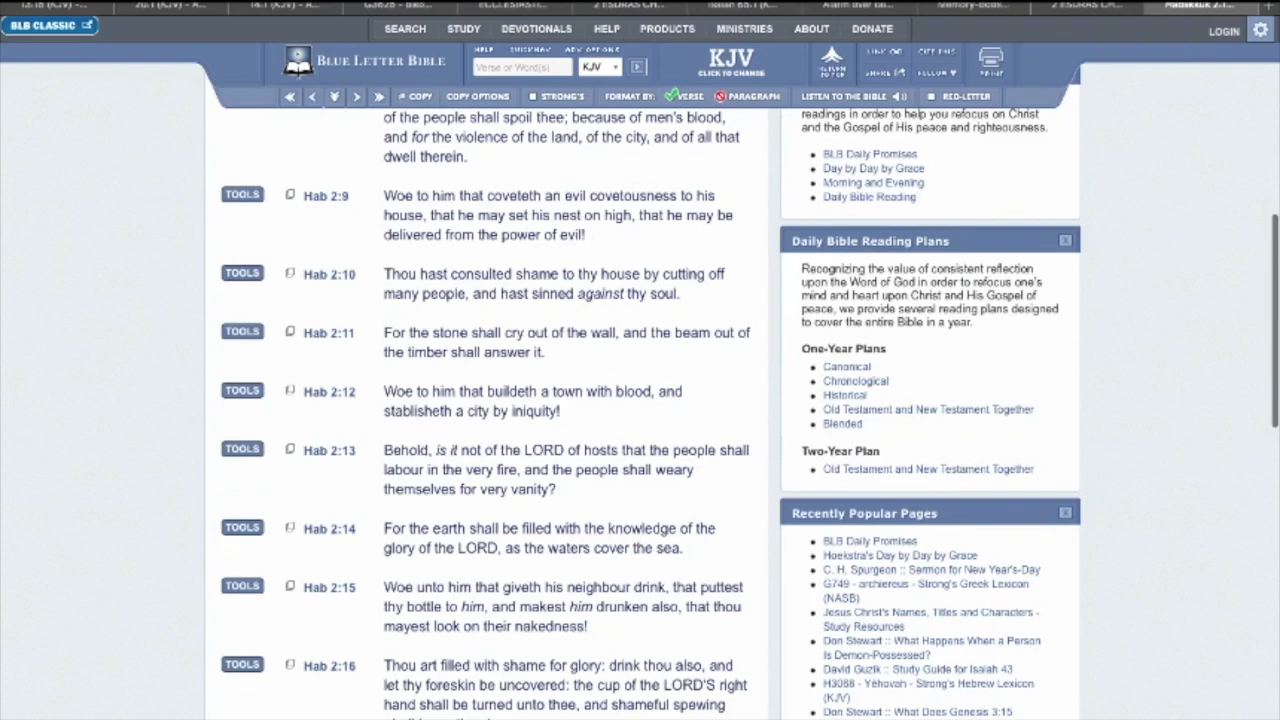 BLB CLASSIC
SEARCH STUDY DEVOTIONALS HELP PRODUCTS MINISTRIES ABOUT DONATE
LOGIN
BLUE LETTER BIBLE
HELP QUICKNAV ADV OPTIONS
Verse or Word(s) KJV
KJV
CLICK TO CHANGE
RETURN
TO TOP
LINK CITE THIS
SHARE FOLLOW
PRINT
COPY COPY OPTIONS STRONG'S FORMAT BY: VERSE PARAGRAPH LISTEN TO THE BIBLE RED-LETTER
of the people shall spoil thee; because of men's blood,
and for the violence of the land, of the city, and of all that
dwell therein.
TOOLS Hab 2:9 Woe to him that coveteth an evil covetousness to his
house, that he may set his nest on high, that he may be
delivered from the power of evil!
TOOLS Hab 2:10 Thou hast consulted shame to thy house by cutting off
many people, and hast sinned against thy soul.
TOOLS Hab 2:11 For the stone shall cry out of the wall, and the beam out of
the timber shall answer it.
TOOLS Hab 2:12 Woe to him that buildeth a town with blood, and
stablisheth a city by iniquity!
TOOLS Hab 2:13 Behold, is it not of the LORD of hosts that the people shall
labour in the very fire, and the people shall weary
themselves for very vanity?
TOOLS Hab 2:14 For the earth shall be filled with the knowledge of the
glory of the LORD, as the waters cover the sea.
TOOLS Hab 2:15 Woe unto him that giveth his neighbour drink, that puttest
thy bottle to him, and makest him drunken also, that thou
mayest look on their nakedness!
TOOLS Hab 2:16 Thou art filled with shame for glory: drink thou also, and
let thy foreskin be uncovered: the cup of the LORD'S right
hand shall be turned unto thee, and shameful spewing
readings in order to help you refocus on Christ
and the Gospel of His peace and righteousness.
BLB Daily Promises
Day by Day by Grace
Morning and Evening
Daily Bible Reading
Daily Bible Reading Plans
Recognizing the value of consistent reflection
upon the Word of God in order to refocus one's
mind and heart upon Christ and His Gospel of
peace, we provide several reading plans designed
to cover the entire Bible in a year.
One-Year Plans
Canonical
Chronological
Historical
Old Testament and New Testament Together
Blended
Two-Year Plan
Old Testament and New Testament Together
Recently Popular Pages
BLB Daily Promises
Hoekstra's Day by Day by Grace
C. H. Spurgeon :: Sermon for New Year's-Day
G749 - archiereus - Strong's Greek Lexicon
(NASB)
Jesus Christ's Names, Titles and Characters -
Study Resources
Don Stewart :: What Happens When a Person
Is Demon-Possessed?
David Guzik :: Study Guide for Isaiah 43
H3068 - Yehovah - Strong's Hebrew Lexicon
(KJV)
Don Stewart :: What Does Genesis 3:15